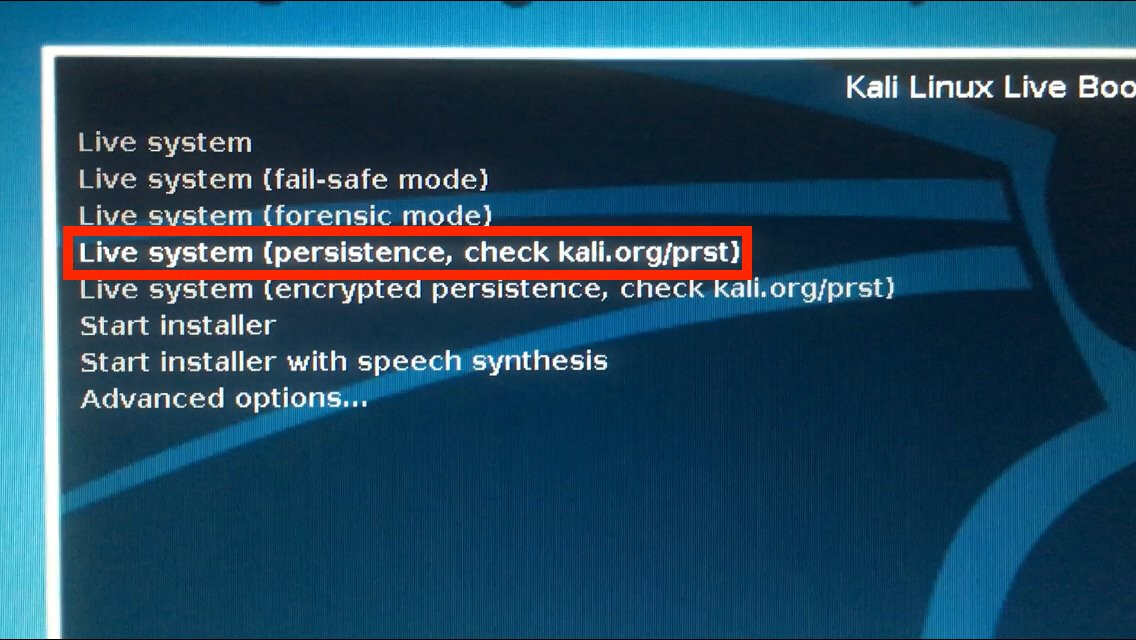 Kali Linux Live Boo
Live system
Live system (fail-safe mode)
Live system (forensic mode)
Live system (persistence, check kali.org/prst)
Live system (encrypted persistence, check kali.org/prst)
Start installer
Start installer with speech synthesis
Advanced options...